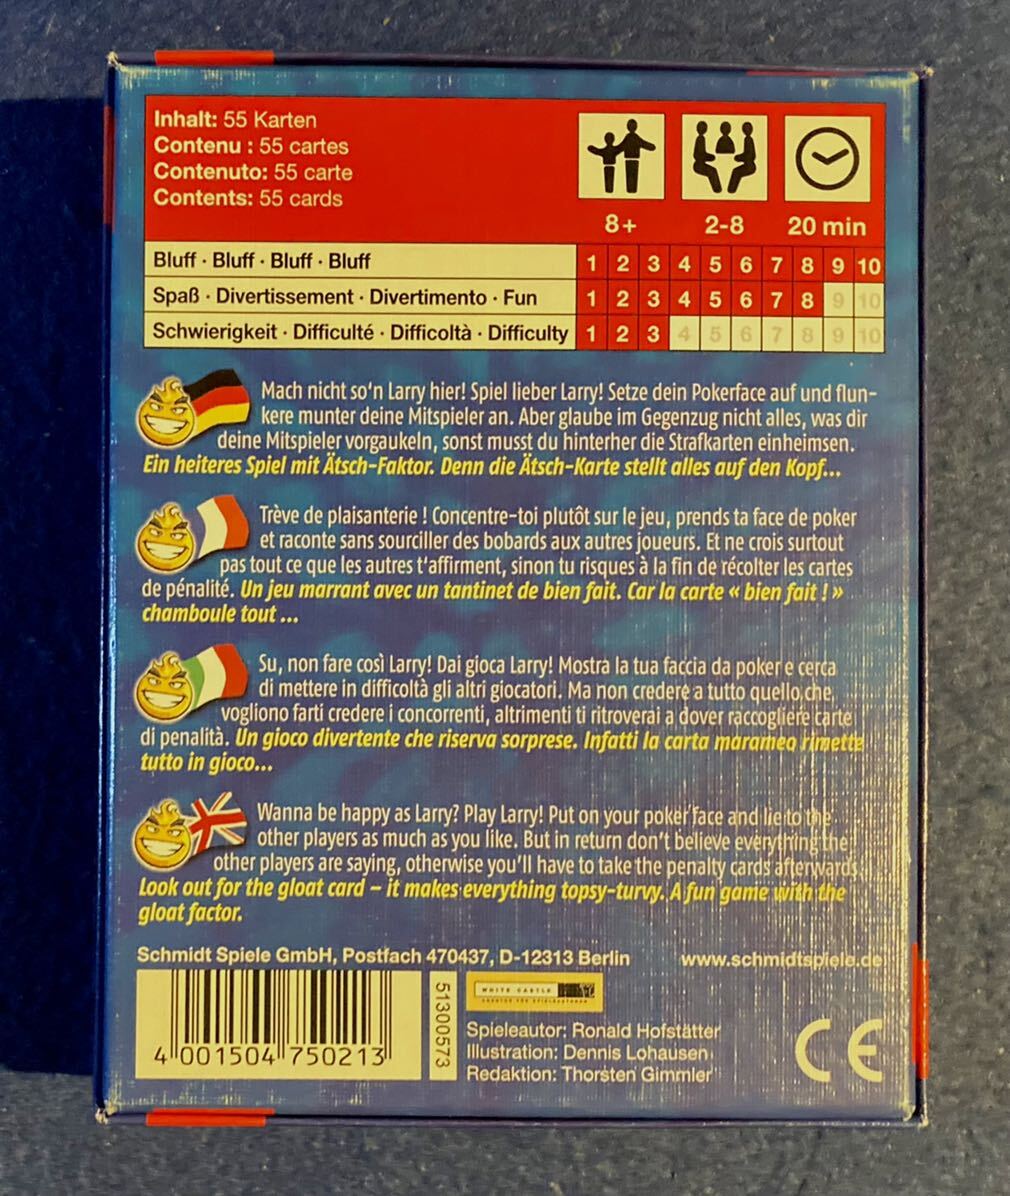 Inhalt: 55 Karten
Contenu : 55 cartes
Contenuto: 55 carte
Contents: 55 cards
8+ 2-8 20 min
Bluff · Bluff · Bluff · Bluff 1 2 3 4 5 6 7 8 9 10
Spaß · Divertissement · Divertimento · Fun 1 2 3 4 5 6 7 8 9 10
Schwierigkeit · Difficulté · Difficoltà · Difficulty 1 2 3 4 5 6 7 8 9 10
Mach nicht so'n Larry hier! Spiel lieber Larry! Setze dein Pokerface auf und flun-
kere munter deine Mitspieler an. Aber glaube im Gegenzug nicht alles, was dir
deine Mitspieler vorgaukeln, sonst musst du hinterher die Strafkarten einheimsen.
Ein heiteres Spiel mit Ätsch-Faktor. Denn die Ätsch-Karte stellt alles auf den Kopf...
Trève de plaisanterie ! Concentre-toi plutôt sur le jeu, prends ta face de poker
et raconte sans sourciller des bobards aux autres joueurs. Et ne crois surtout
pas tout ce que les autres t'affirment, sinon tu risques à la fin de récolter les cartes
de pénalité. Un jeu marrant avec un tantinet de bien fait. Car la carte « bien fait ! »
chamboule tout ...
Su, non fare così Larry! Dai gioca Larry! Mostra la tua faccia da poker e cerca
di mettere in difficoltà gli altri giocatori. Ma non credere a tutto quello che
vogliono farti credere i concorrenti, altrimenti ti ritroverai a dover raccogliere carte
di penalità. Un gioco divertente che riserva sorprese. Infatti la carta marameo rimette
tutto in gioco...
Wanna be happy as Larry? Play Larry! Put on your poker face and lie to the
other players as much as you like. But in return don't believe everything the
other players are saying, otherwise you'll have to take the penalty cards afterwards.
Look out for the gloat card – it makes everything topsy-turvy. A fun game with the
gloat factor.
Schmidt Spiele GmbH, Postfach 470437, D-12313 Berlin www.schmidtspiele.de
4 001504 750213
51300573
WHITE CASTLE
AGENTUR FÜR SPIELEAUTOREN
Spieleautor: Ronald Hofstätter
Illustration: Dennis Lohausen
Redaktion: Thorsten Gimmler
CE